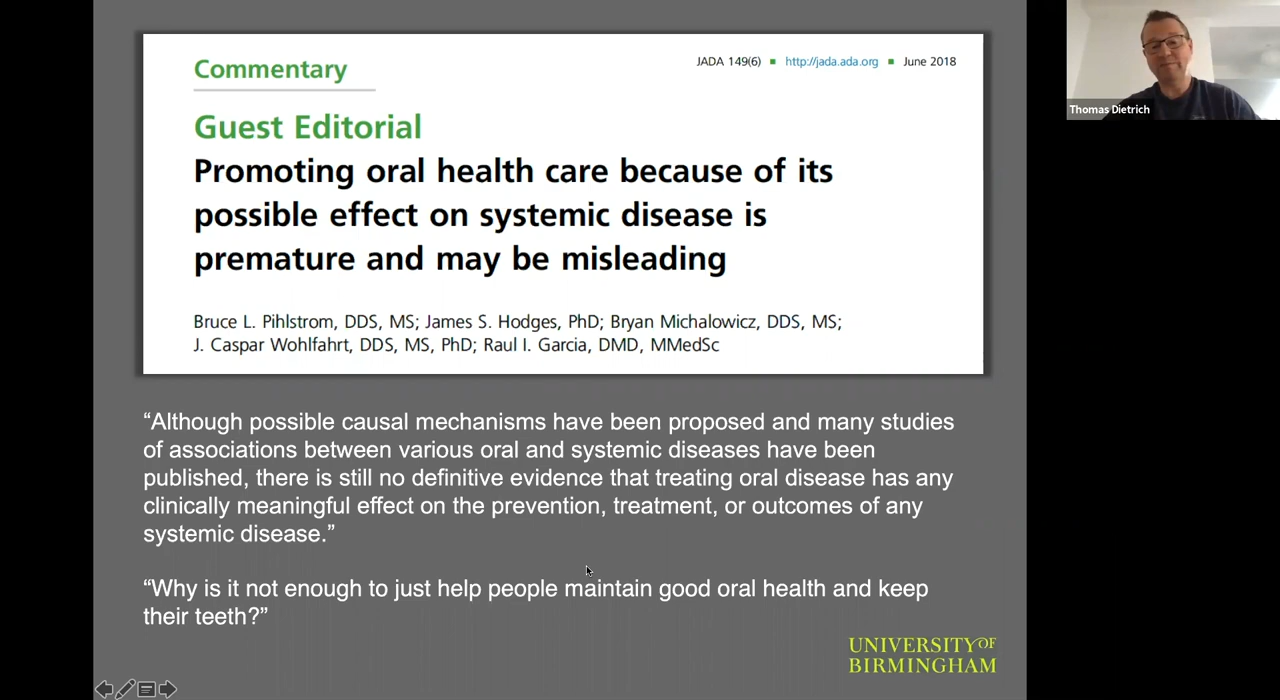 Commentary
JADA 149(6) ■ http://jada.ada.org ■ June 2018
Guest Editorial
Promoting oral health care because of its
possible effect on systemic disease is
premature and may be misleading
Bruce L. Pihlstrom, DDS, MS; James S. Hodges, PhD; Bryan Michalowicz, DDS, MS;
J. Caspar Wohlfahrt, DDS, MS, PhD; Raul I. Garcia, DMD, MMedSc
“Although possible causal mechanisms have been proposed and many studies
of associations between various oral and systemic diseases have been
published, there is still no definitive evidence that treating oral disease has any
clinically meaningful effect on the prevention, treatment, or outcomes of any
systemic disease.”
“Why is it not enough to just help people maintain good oral health and keep
their teeth?”
UNIVERSITY OF
BIRMINGHAM
Thomas Dietrich